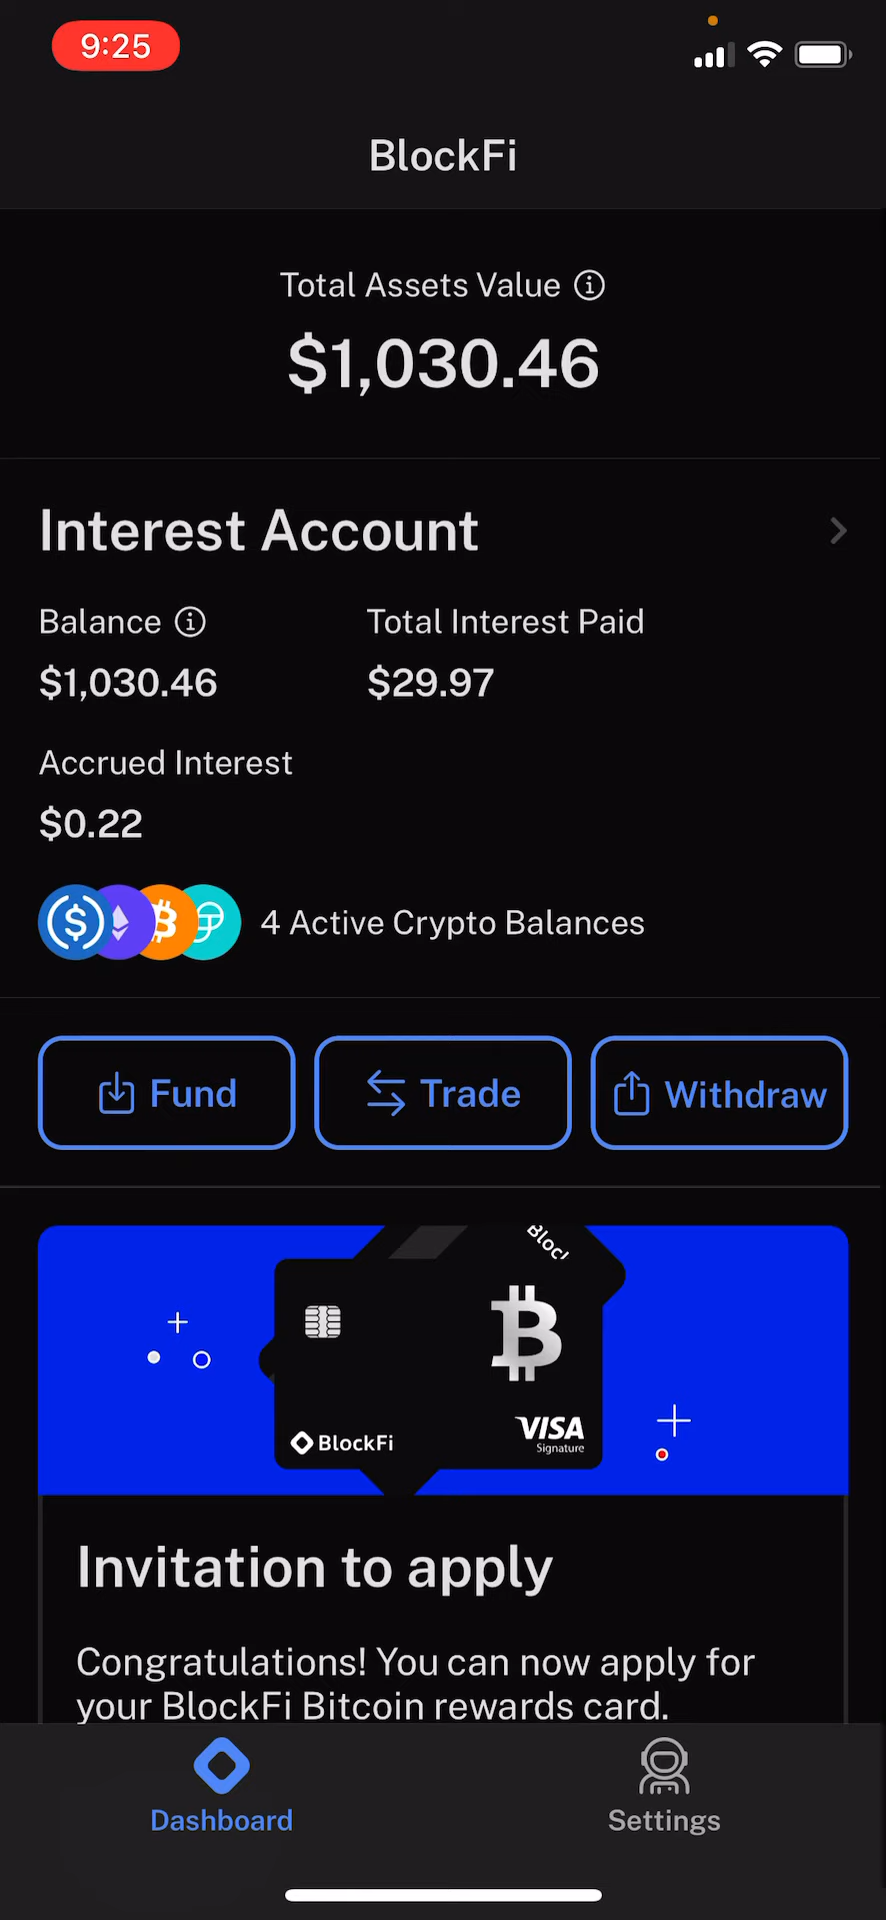 9:25
BlockFi
Total Assets Value
$1,030.46
Interest Account
Balance Total Interest Paid
$1,030.46 $29.97
Accrued Interest
$0.22
4 Active Crypto Balances
Fund Trade Withdraw
BlockFi VISA
Signature
Invitation to apply
Congratulations! You can now apply for
your BlockFi Bitcoin rewards card.
Dashboard Settings